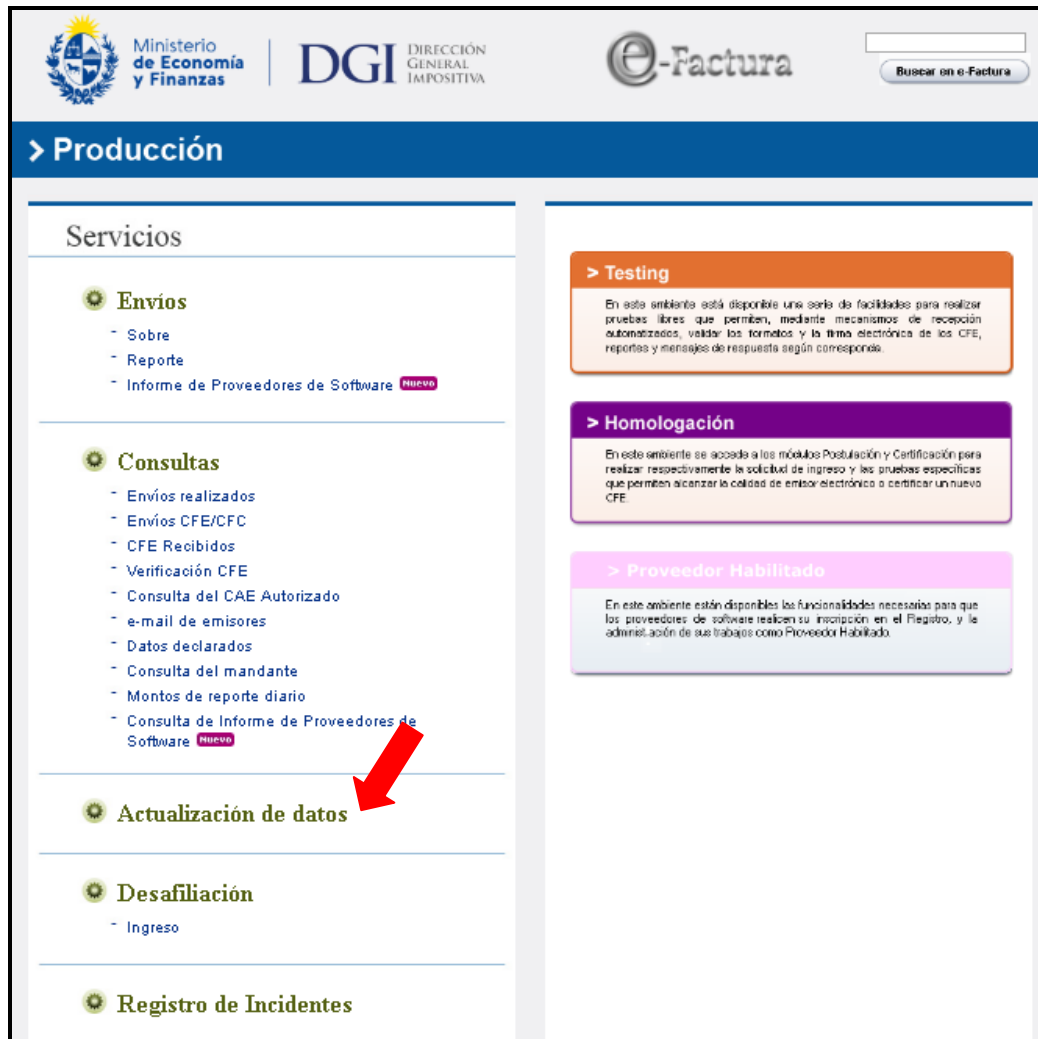 Ministerio
de Economía
y Finanzas
DGI
DIRECCIÓN
GENERAL
IMPOSITIVA
e-Factura
Buscar en e-Factura
> Producción
Servicios
Envíos
- Sobre
- Reporte
- Informe de Proveedores de Software Nuevo
Consultas
- Envíos realizados
- Envíos CFE/CFC
- CFE Recibidos
- Verificación CFE
- Consulta del CAE Autorizado
- e-mail de emisores
- Datos declarados
- Consulta del mandante
- Montos de reporte diario
- Consulta de Informe de Proveedores de
Software Nuevo
Actualización de datos
Desafiliación
- Ingreso
Registro de Incidentes
> Testing
En este ambiente está disponible una serie de facilidades para realizar
pruebas libres que permiten, mediante mecanismos de recepción
automatizados, validar los formatos y la firma electrónica de los CFE,
reportes y mensajes de respuesta según corresponda.
> Homologación
En este ambiente se accede a los módulos Postulación y Certificación para
realizar respectivamente la solicitud de ingreso y las pruebas específicas
que permiten alcanzar la calidad de emisor electrónico o certificar un nuevo
CFE.
> Proveedor Habilitado
En este ambiente están disponibles las funcionalidades necesarias para que
los proveedores de software realicen su inscripción en el Registro, y la
administ.ación de sus trabajos como Proveedor Habilitado.